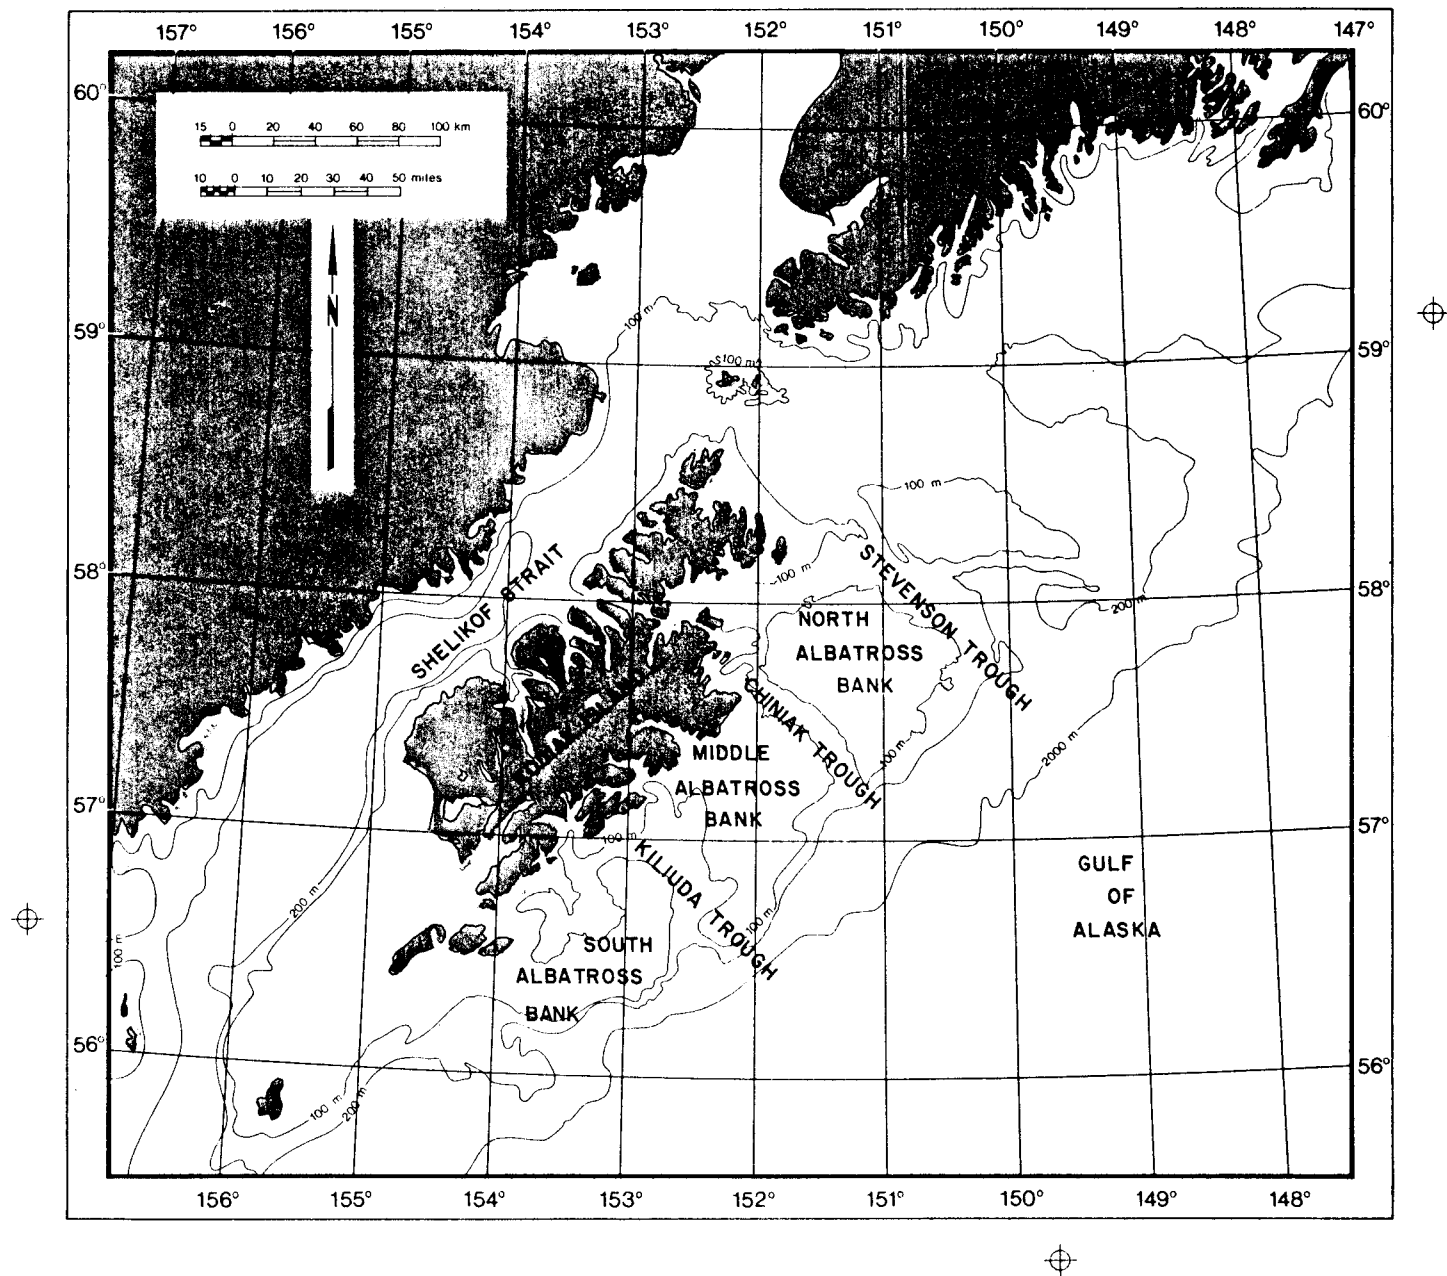 157° 156° 155° 154° 153° 152° 151° 150° 149° 148° 147°
60° 60°
15 0 20 40 60 80 100 km
10 0 10 20 30 40 50 miles
N
100 m
59° 59°
100 m
100 m
STEVENSON TROUGH
SHELIKOF STRAIT
100 m
58° 58°
200 m
NORTH
ALBATROSS
BANK
CHINIAK TROUGH
KODIAK ISLAND
MIDDLE
ALBATROSS
BANK
100 m
2000 m
57° 57°
100 m
KILIUDA TROUGH
GULF
OF
ALASKA
200 m
100 m
100 E
SOUTH
ALBATROSS
BANK
56° 56°
100 m
200 m
156° 155° 154° 153° 152° 151° 150° 149° 148°